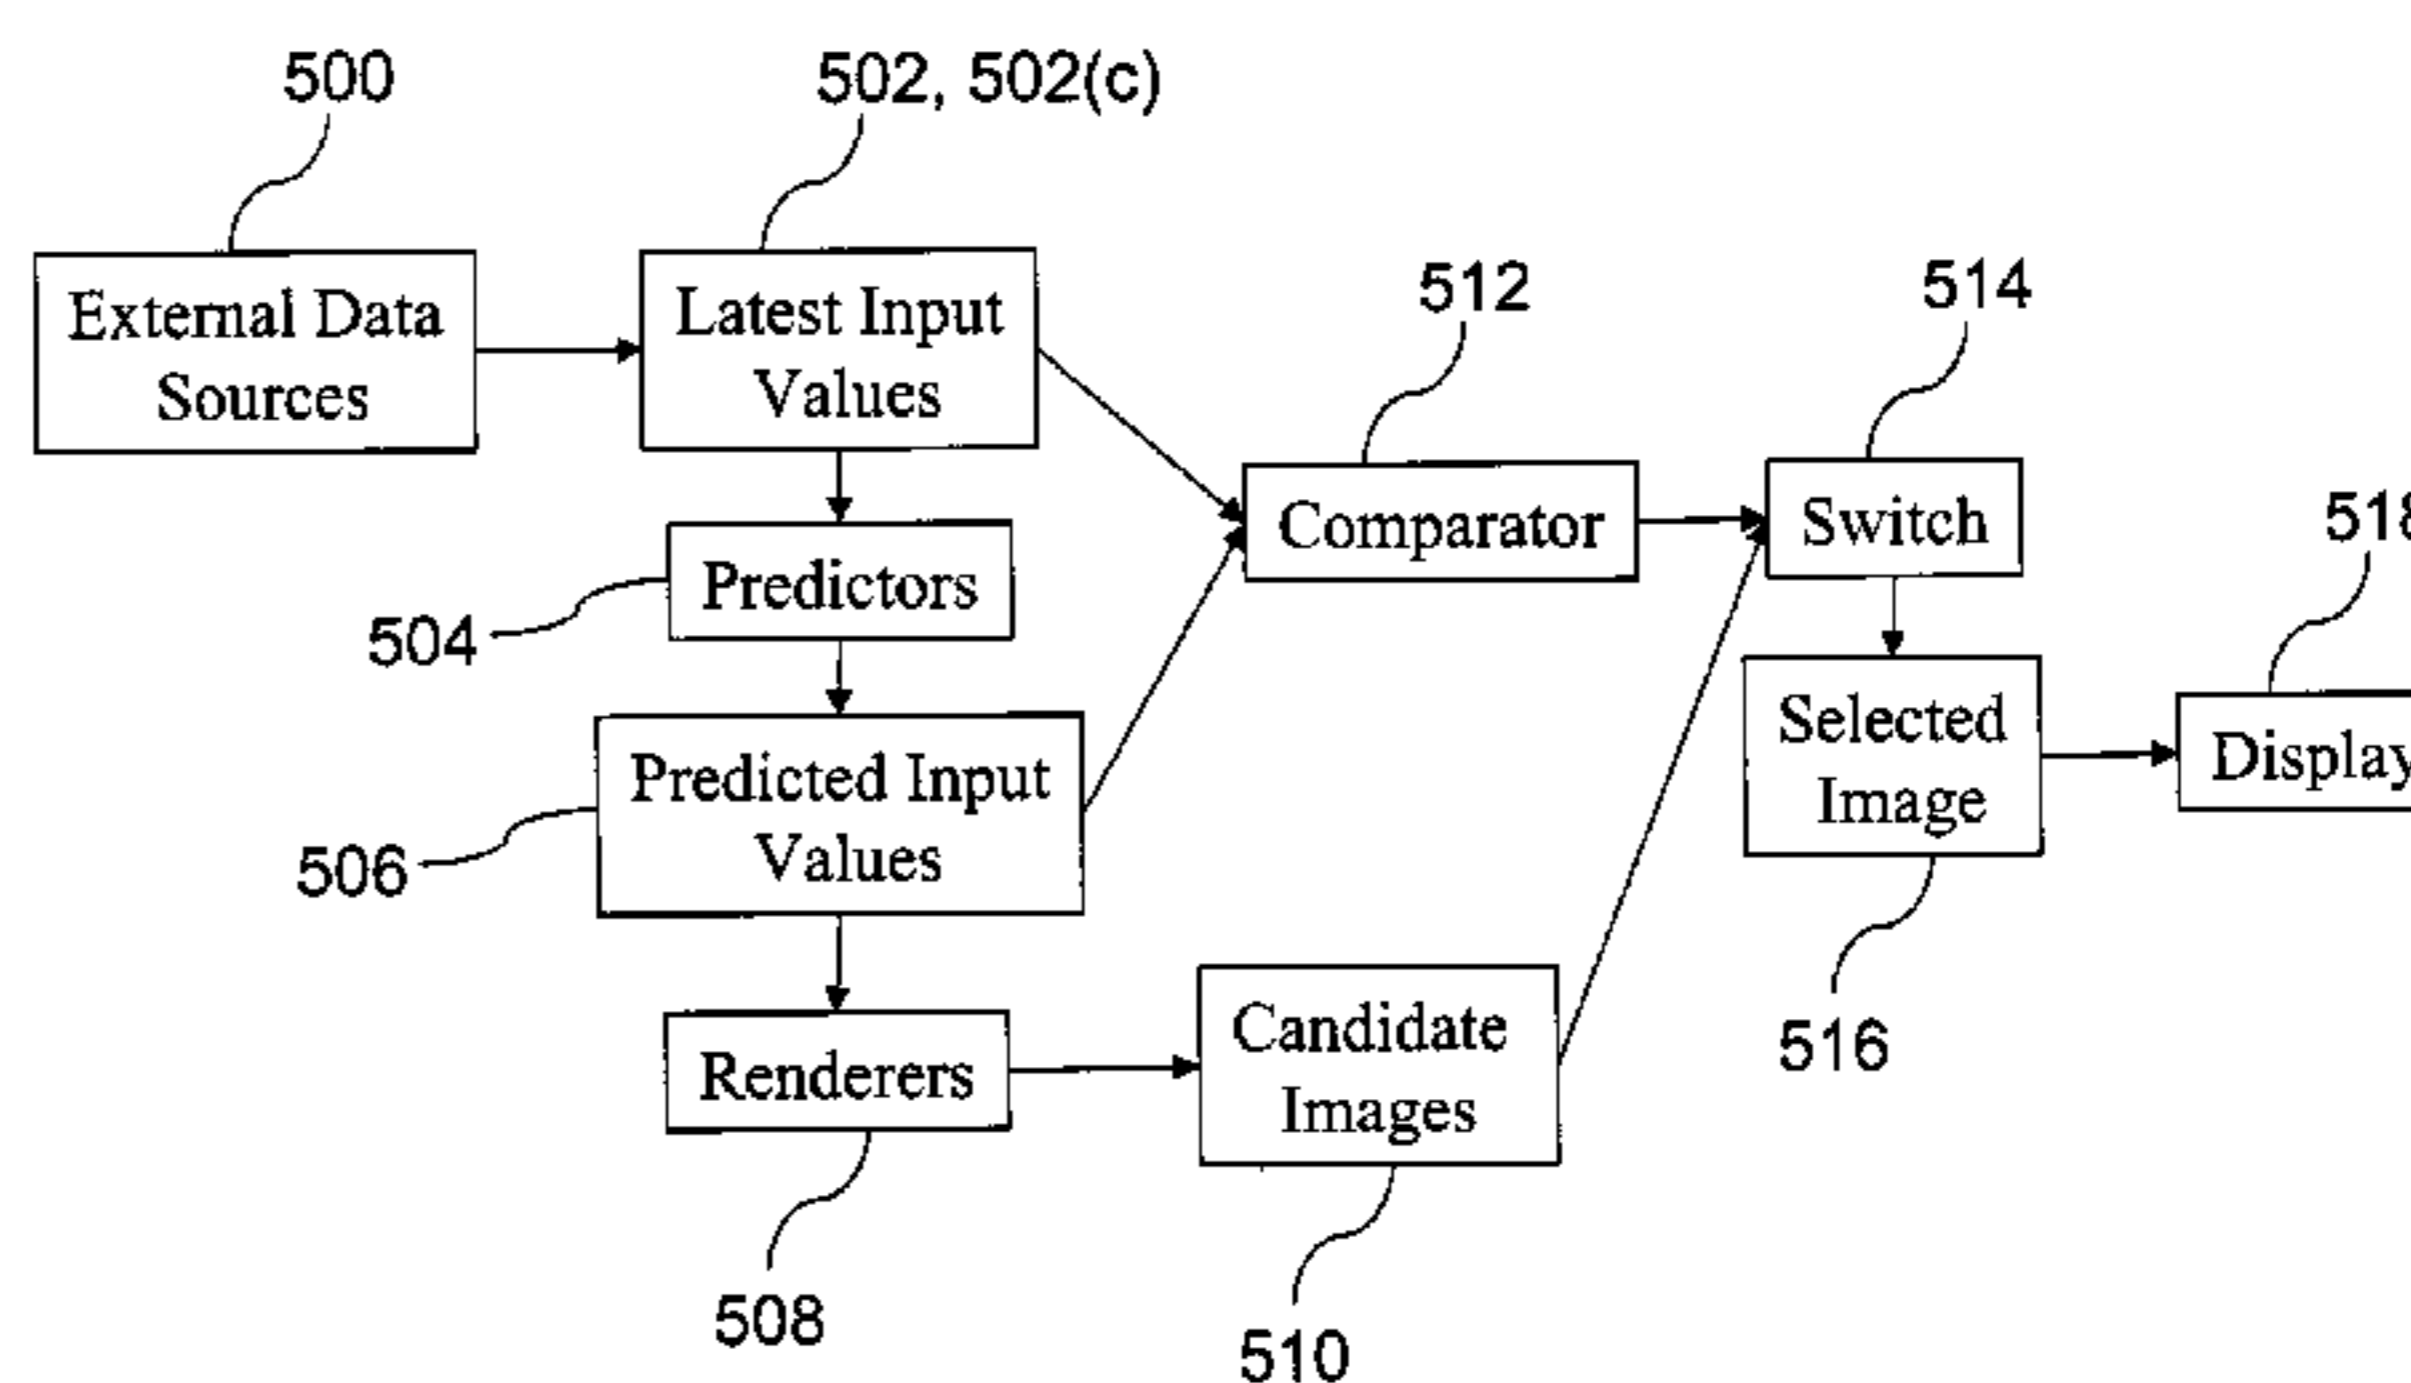 500
502, 502(c)
External Data
Sources
Latest Input
Values
512
514
Comparator
Switch
518
Predictors
504
Selected
Image
Display
Predicted Input
Values
506
Candidate
Images
516
Renderers
508
510